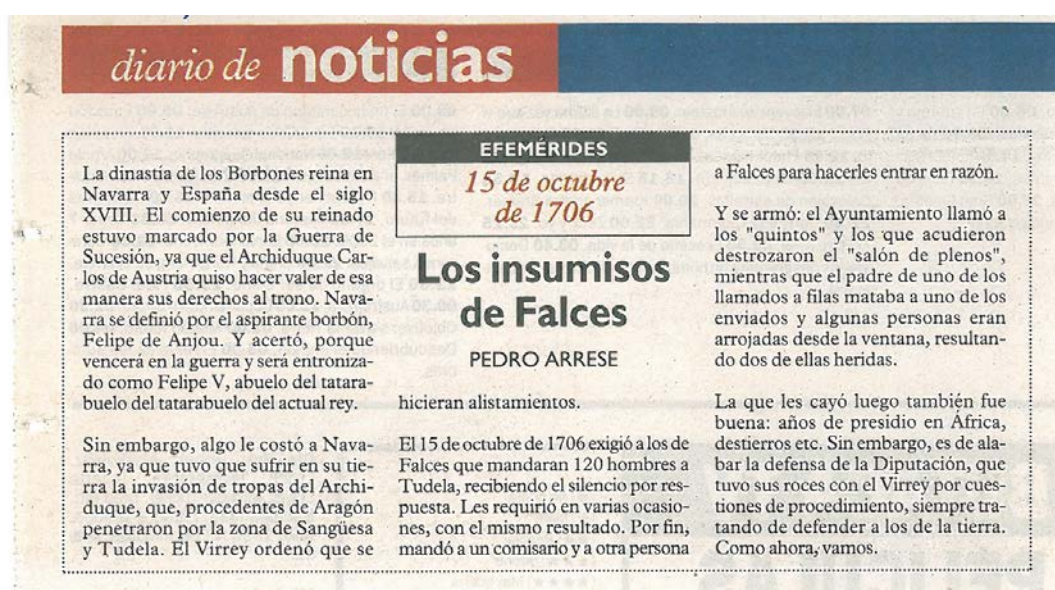 diario de noticias
EFEMÉRIDES
15 de octubre
de 1706
Los insumisos
de Falces
PEDRO ARRESE
La dinastía de los Borbones reina en
Navarra y España desde el siglo
XVIII. El comienzo de su reinado
estuvo marcado por la Guerra de
Sucesión, ya que el Archiduque Car-
los de Austria quiso hacer valer de esa
manera sus derechos al trono. Nava-
rra se definió por el aspirante borbón,
Felipe de Anjou. Y acertó, porque
vencerá en la guerra y será entroniza-
do como Felipe V, abuelo del tatara-
buelo del tatarabuelo del actual rey.
Sin embargo, algo le costó a Nava-
rra, ya que tuvo que sufrir en su tie-
rra la invasión de tropas del Archi-
duque, que, procedentes de Aragón
penetraron por la zona de Sangüesa
y Tudela. El Virrey ordenó que se
hicieran alistamientos.
El 15 de octubre de 1706 exigió a los de
Falces que mandaran 120 hombres a
Tudela, recibiendo el silencio por res-
puesta. Les requirió en varias ocasio-
nes, con el mismo resultado. Por fin,
mandó a un comisario y a otra persona
a Falces para hacerles entrar en razón.
Y se armó: el Ayuntamiento llamó a
los "quintos" y los que acudieron
destrozaron el "salón de plenos",
mientras que el padre de uno de los
llamados a filas mataba a uno de los
enviados y algunas personas eran
arrojadas desde la ventana, resultan-
do dos de ellas heridas.
La que les cayó luego también fue
buena: años de presidio en África,
destierros etc. Sin embargo, es de ala-
bar la defensa de la Diputación, que
tuvo sus roces con el Virrey por cues-
tiones de procedimiento, siempre tra-
tando de defender a los de la tierra.
Como ahora, vamos.